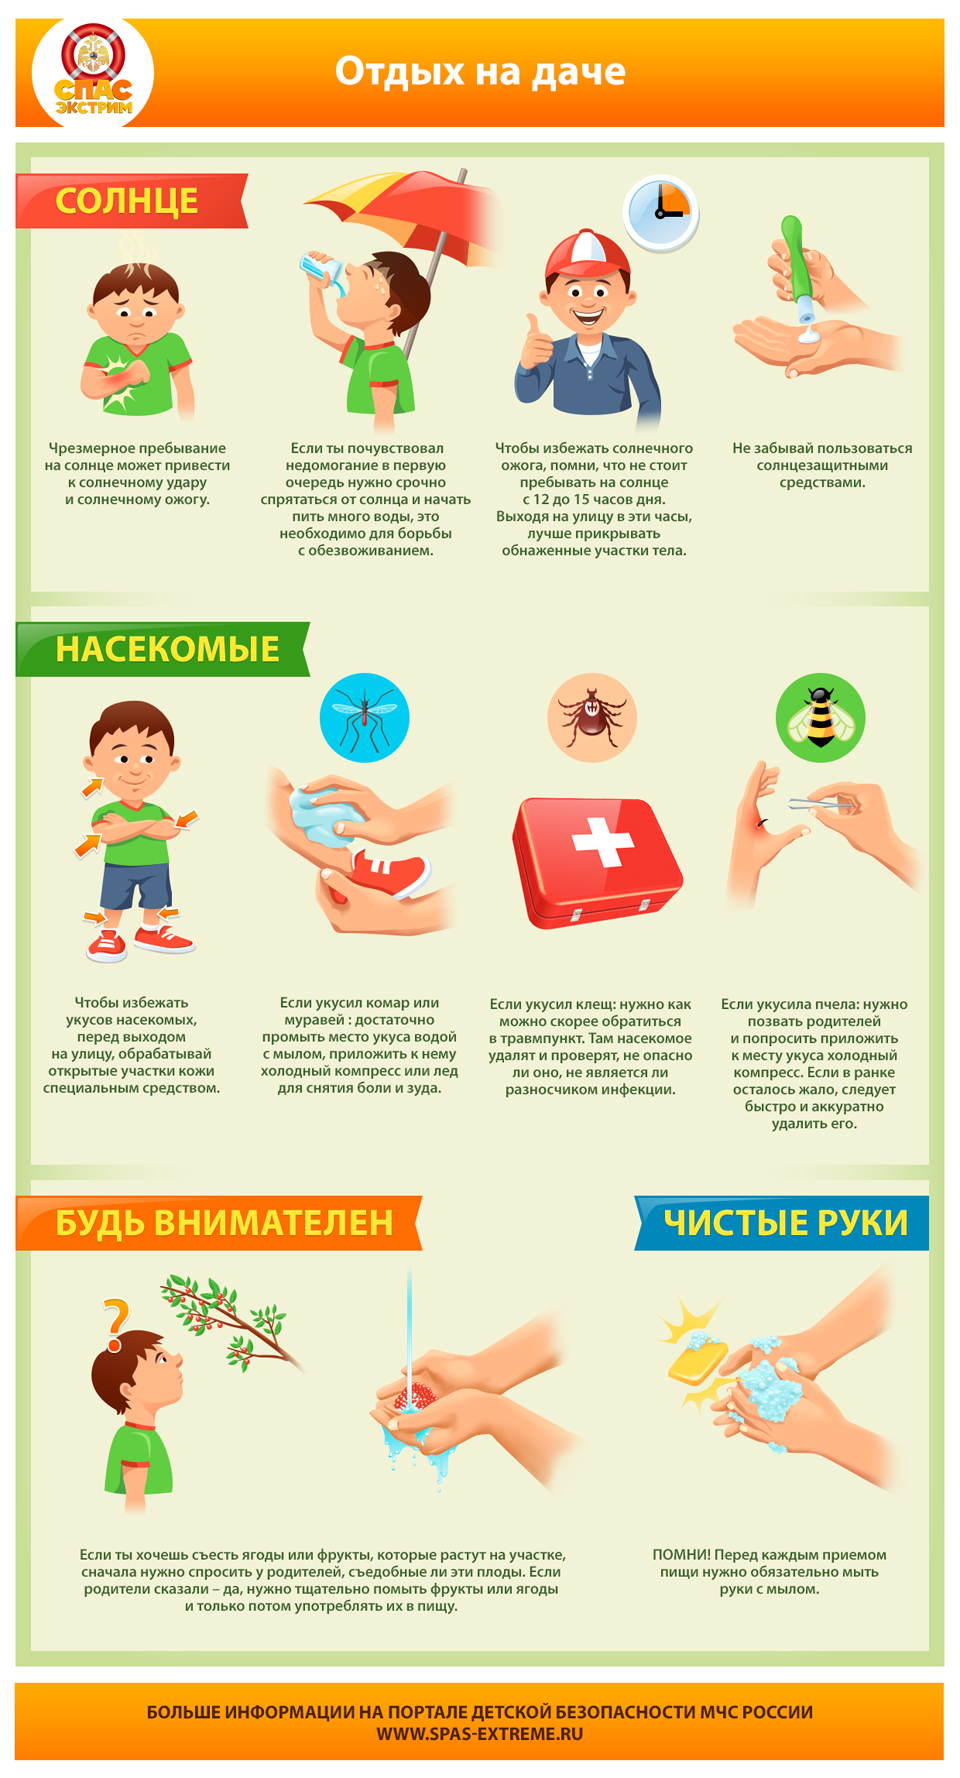 СПАС
ЭКСТРИМ
Отдых на даче
СОЛНЦЕ
Чрезмерное пребывание
на солнце может привести
к солнечному удару
и солнечному ожогу.
Если ты почувствовал
недомогание в первую
очередь нужно срочно
спрятаться от солнца и начать
пить много воды, это
необходимо для борьбы
с обезвоживанием.
Чтобы избежать солнечного
ожога, помни, что не стоит
пребывать на солнце
с 12 до 15 часов дня.
Выходя на улицу в эти часы,
лучше прикрывать
обнаженные участки тела.
Не забывай пользоваться
солнцезащитными
средствами.
НАСЕКОМЫЕ
Чтобы избежать
укусов насекомых,
перед выходом
на улицу, обрабатывай
открытые участки кожи
специальным средством.
Если укусил комар или
муравей : достаточно
промыть место укуса водой
с мылом, приложить к нему
холодный компресс или лед
для снятия боли и зуда.
Если укусил клещ: нужно как
можно скорее обратиться
в травмпункт. Там насекомое
удалят и проверят, не опасно
ли оно, не является ли
разносчиком инфекции.
Если укусила пчела: нужно
позвать родителей
и попросить приложить
к месту укуса холодный
компресс. Если в ранке
осталось жало, следует
быстро и аккуратно
удалить его.
БУДЬ ВНИМАТЕЛЕН
?
Если ты хочешь съесть ягоды или фрукты, которые растут на участке,
сначала нужно спросить у родителей, съедобные ли эти плоды. Если
родители сказали – да, нужно тщательно помыть фрукты или ягоды
и только потом употреблять их в пищу.
ЧИСТЫЕ РУКИ
ПОМНИ! Перед каждым приемом
пищи нужно обязательно мыть
руки с мылом.
БОЛЬШЕ ИНФОРМАЦИИ НА ПОРТАЛЕ ДЕТСКОЙ БЕЗОПАСНОСТИ МЧС РОССИИ
WWW.SPAS-EXTREME.RU